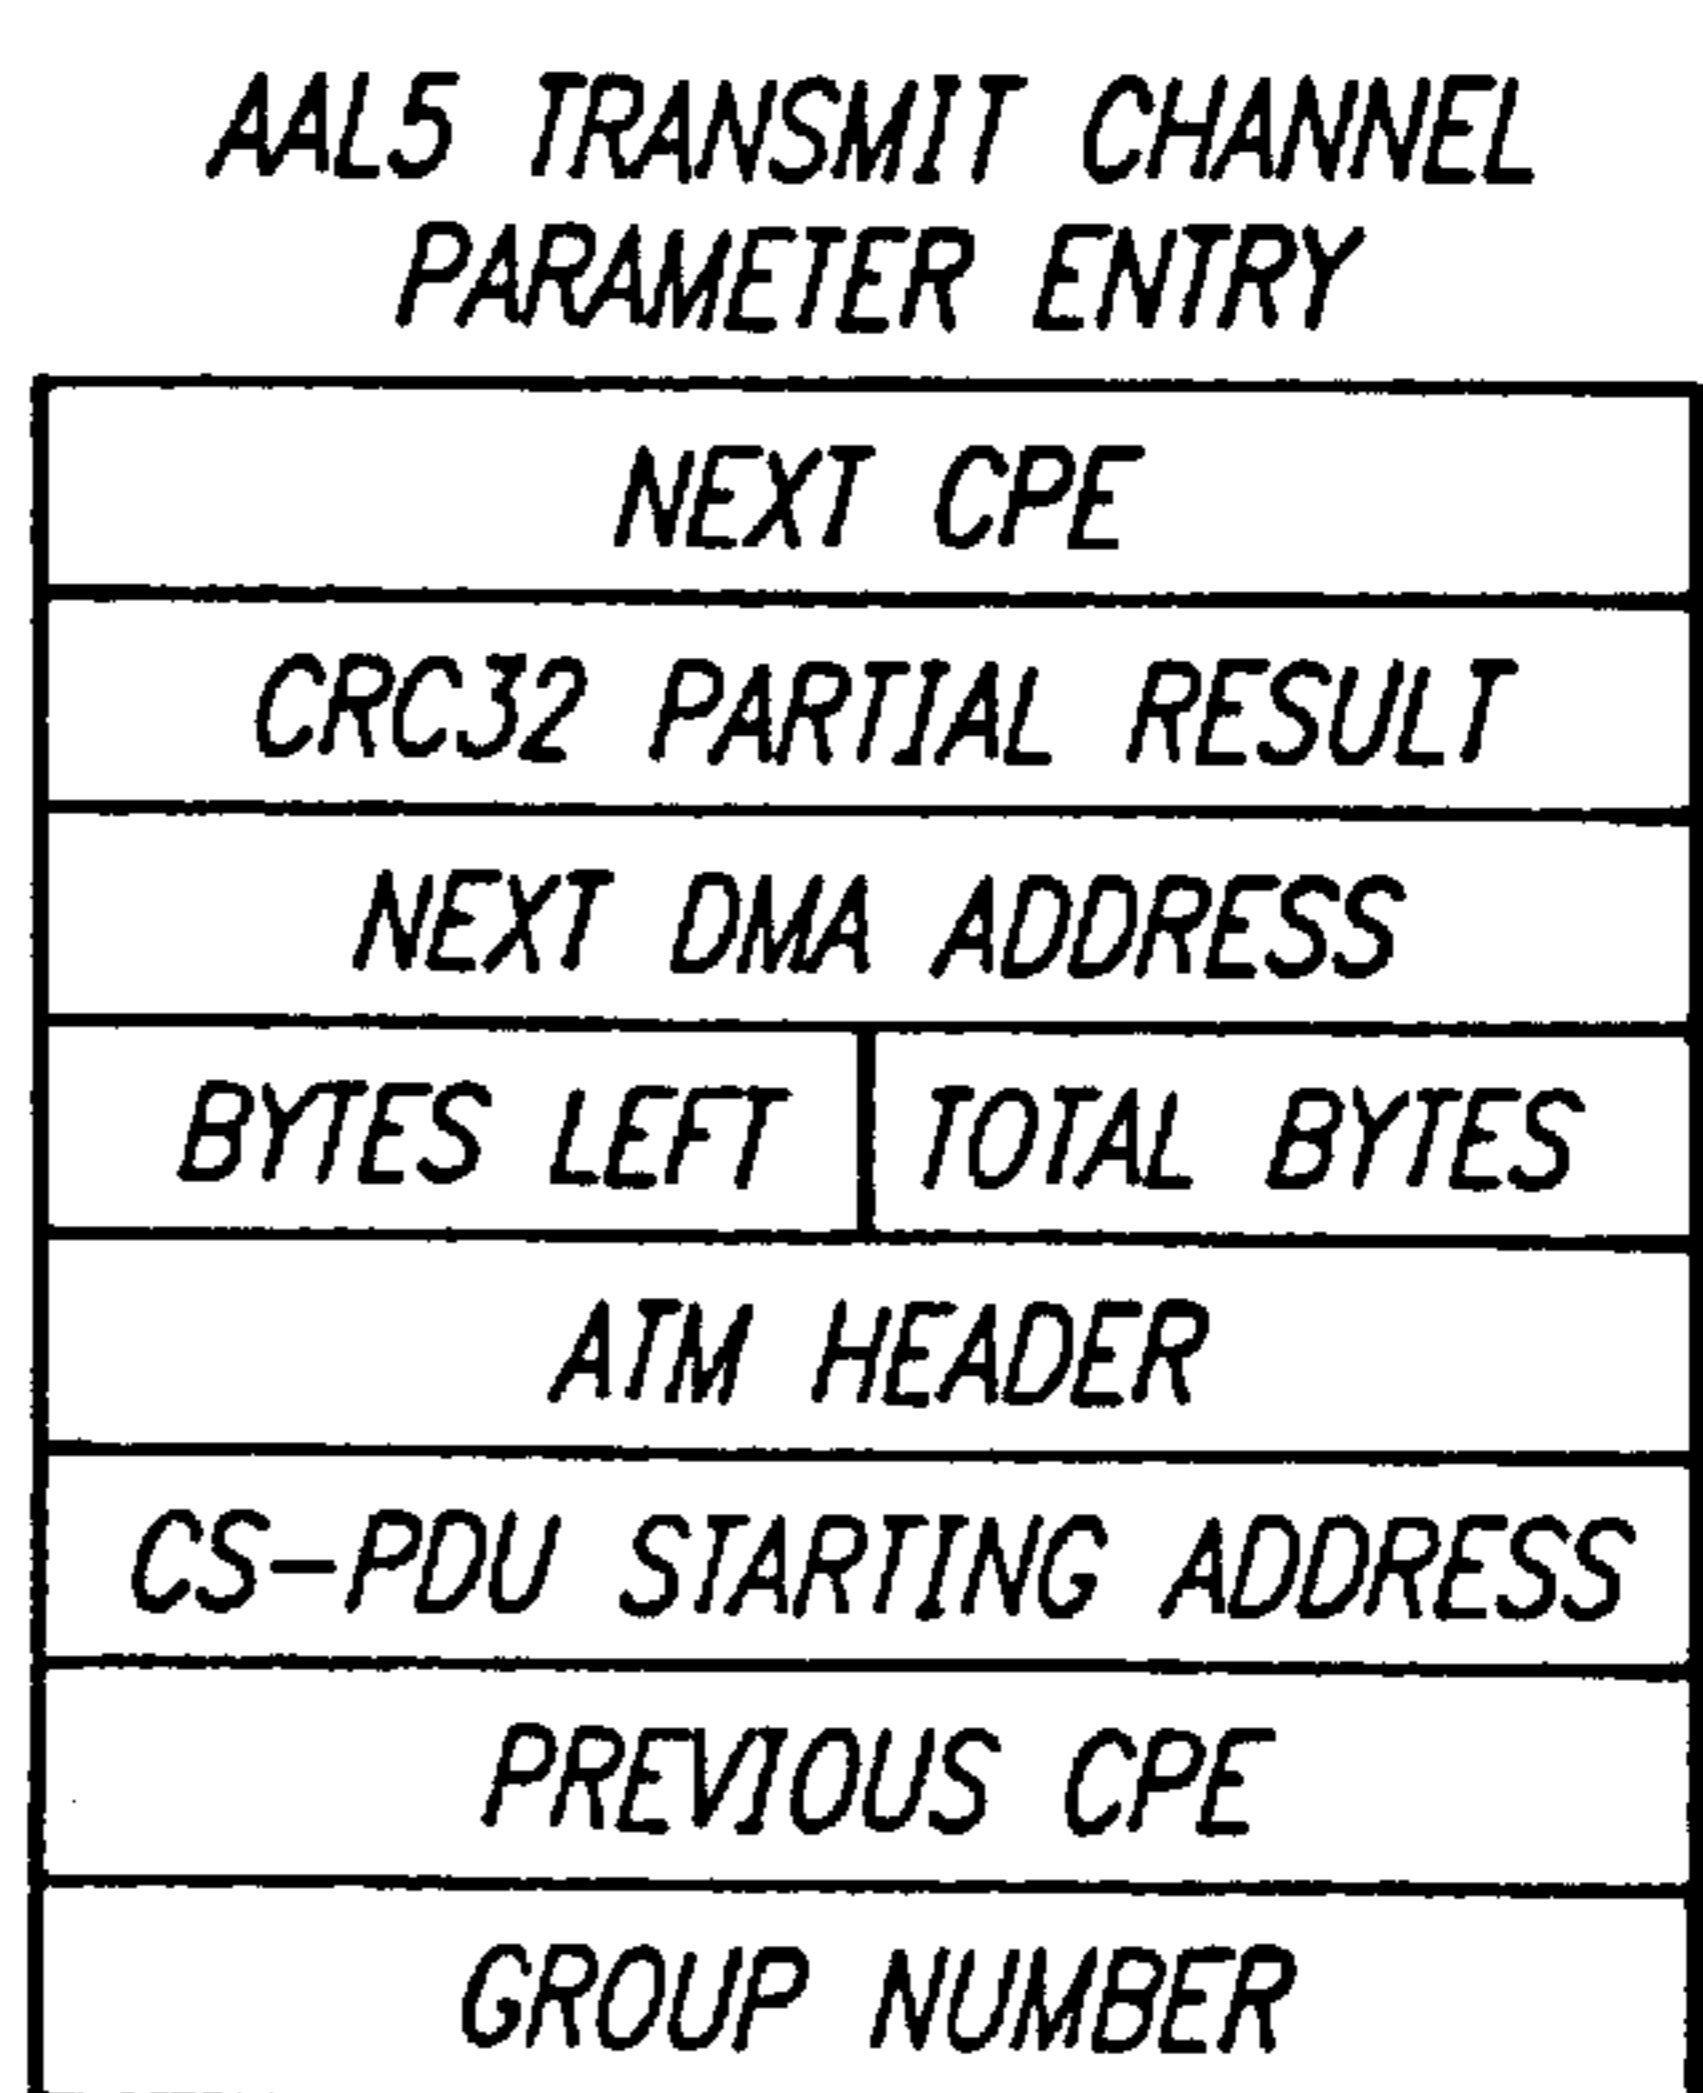 AAL5 TRANSMIT CHANNEL
PARAMETER ENTRY
NEXT CPE
CRC32 PARTIAL RESULT
NEXT DMA ADDRESS
BYTES LEFT TOTAL BYTES
ATM HEADER
CS-PDU STARTING ADDRESS
PREVIOUS CPE
GROUP NUMBER